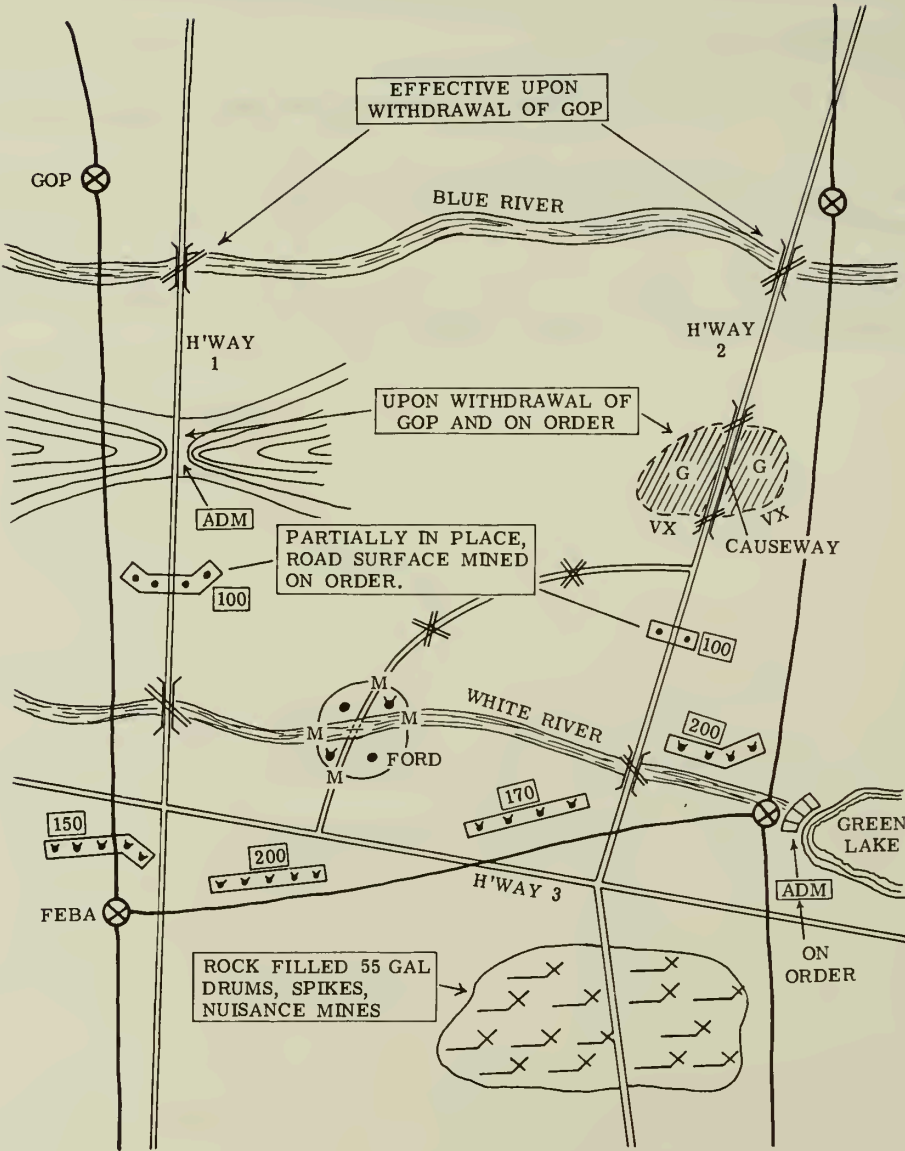 EFFECTIVE UPON
WITHDRAWAL OF GOP
GOP
BLUE RIVER
H'WAY
1
H'WAY
2
UPON WITHDRAWAL OF
GOP AND ON ORDER
G
G
VX
VX
ADM
CAUSEWAY
PARTIALLY IN PLACE,
ROAD SURFACE MINED
ON ORDER.
100
100
M
M
M
M
FORD
WHITE RIVER
200
150
170
200
GREEN
LAKE
H'WAY 3
ADM
FEBA
ON
ORDER
ROCK FILLED 55 GAL
DRUMS, SPIKES,
NUISANCE MINES